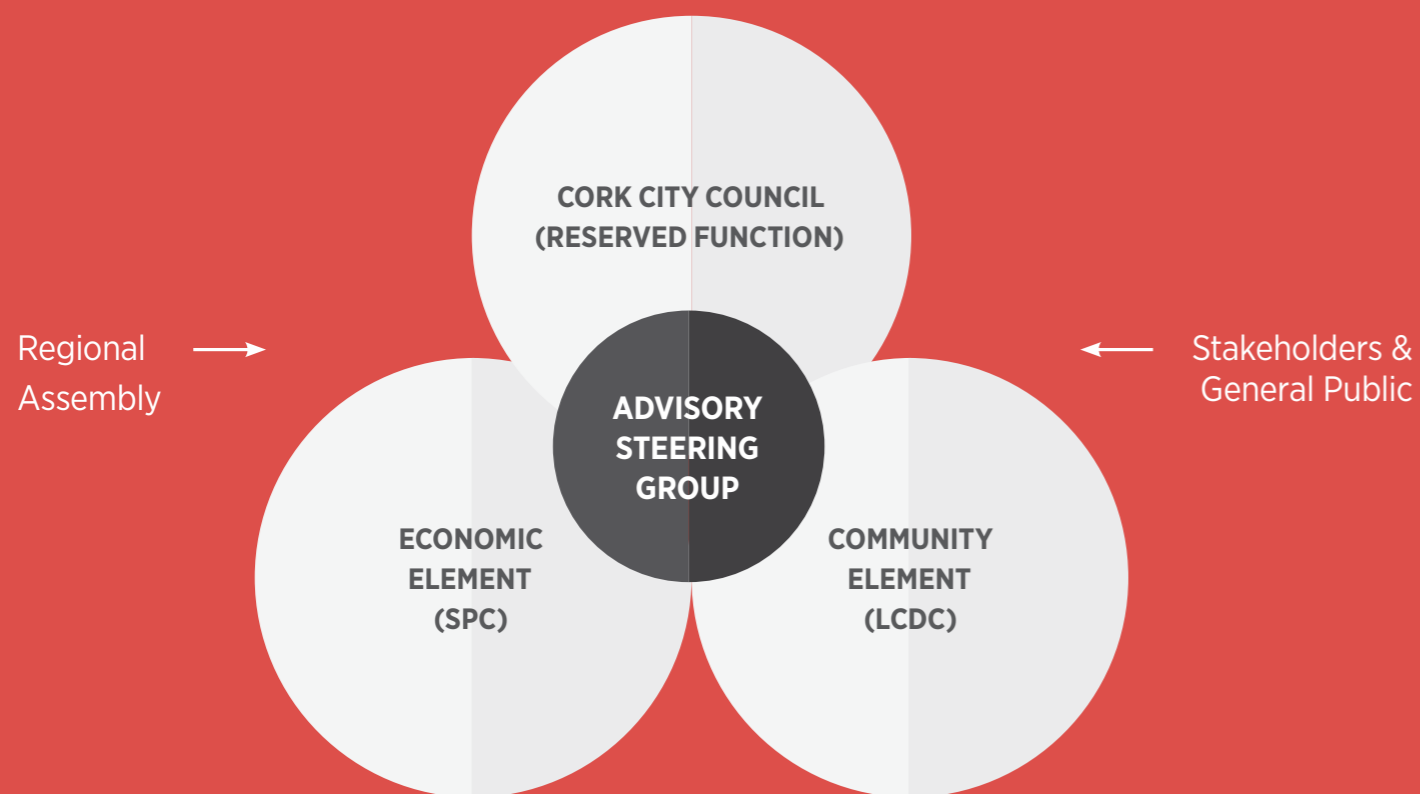 CORK CITY COUNCIL
(RESERVED FUNCTION)
Regional
Assembly
Stakeholders &
General Public
ADVISORY
STEERING
GROUP
ECONOMIC
ELEMENT
(SPC)
COMMUNITY
ELEMENT
(LCDC)